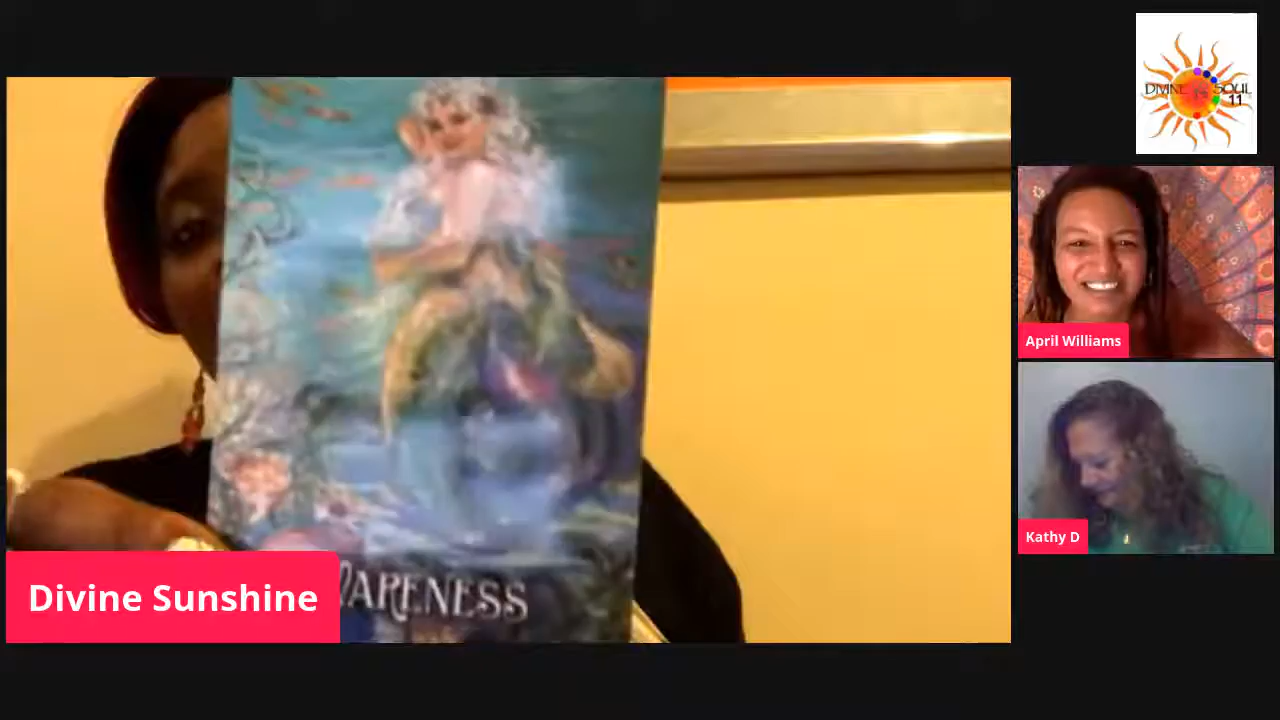 DIVINE SOUL
11
April Williams
Kathy D
Divine Sunshine
WARENESS